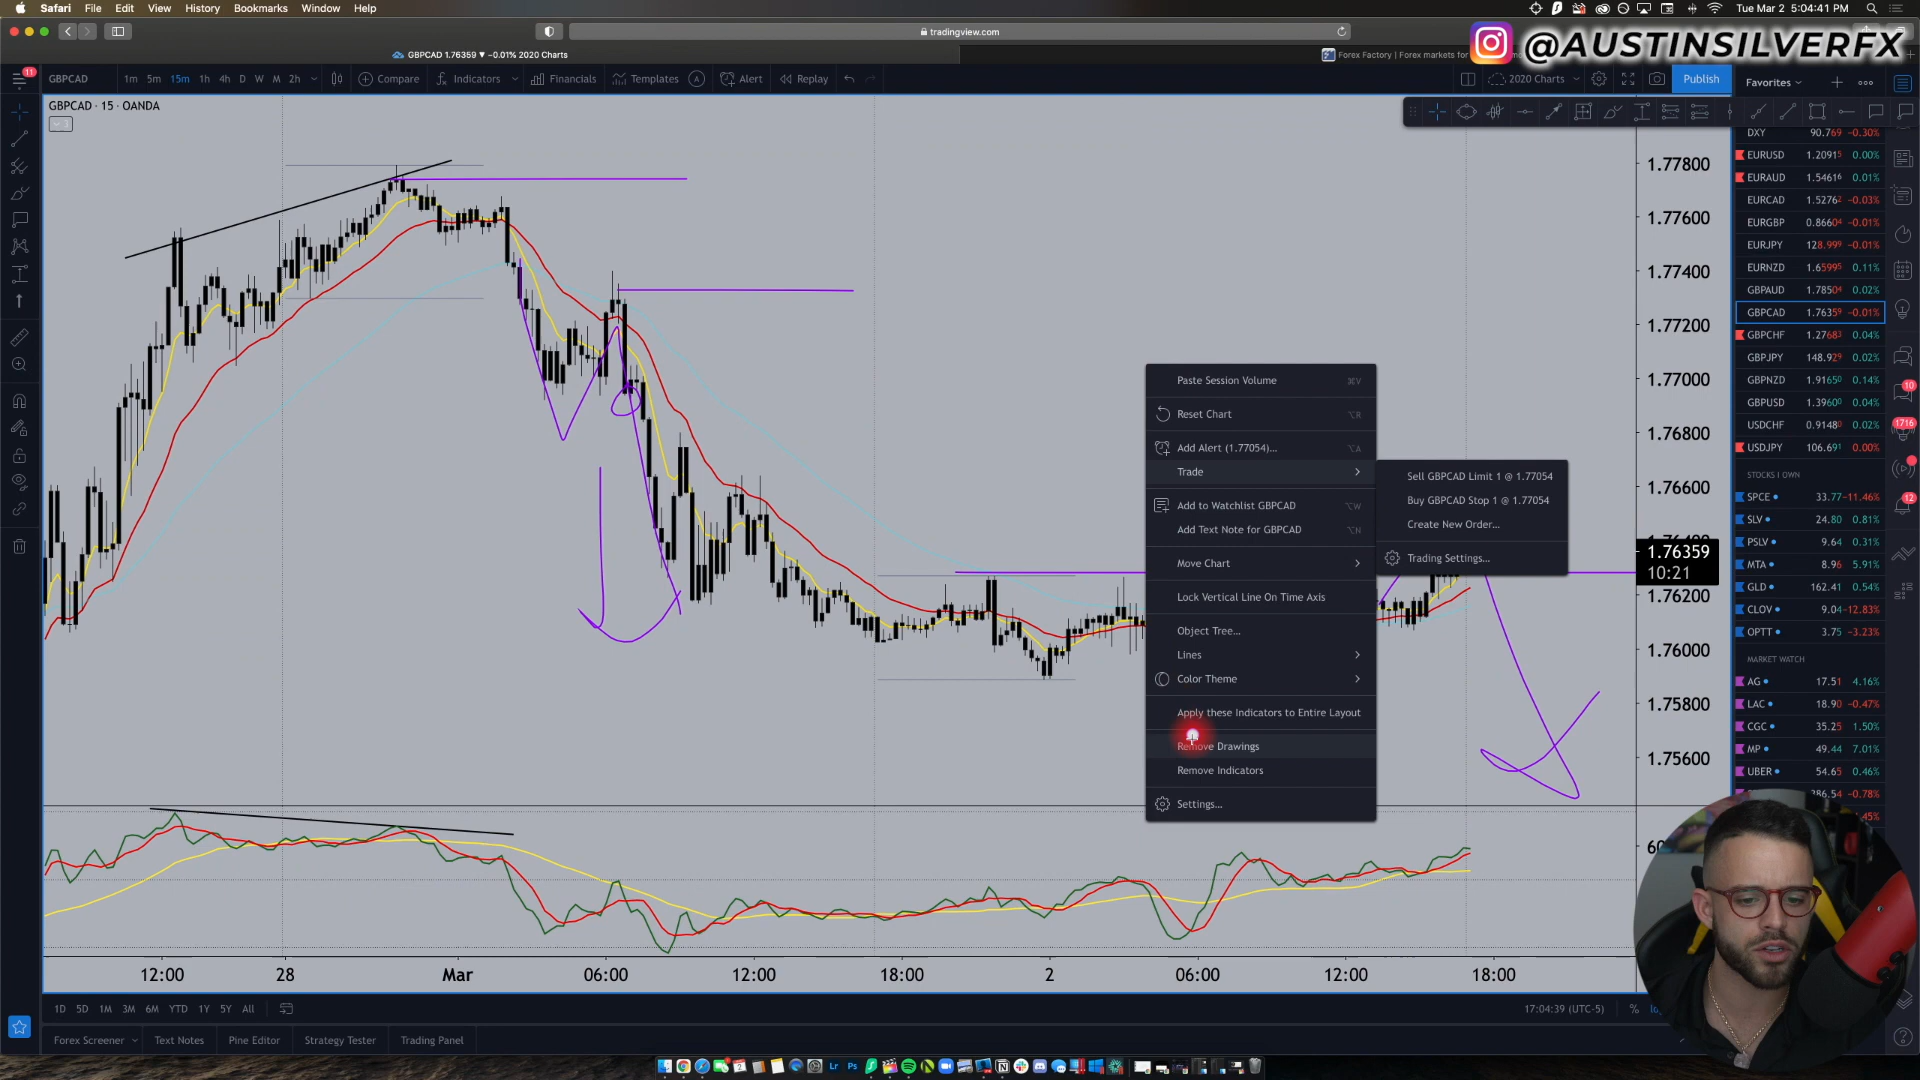 Safari File Edit View History Bookmarks Window Help
Tue Mar 2 5:04:41 PM
tradingview.com
@AUSTINSILVERFX
GBPCAD 1.76359 ▼ −0.01% 2020 Charts
Forex Factory | Forex markets for
11
GBPCAD 1m 5m 15m 1h 4h D W M 2h Compare Indicators Financials Templates Alert Replay
2020 Charts Publish Favorites
GBPCAD · 15 · OANDA
3
1.77800
1.77600
1.77400
1.77200
1.77000
1.76800
1.76600
1.76359
10:21
1.76200
1.76000
1.75800
1.75600
60
Paste Session Volume ⌘V
Reset Chart ⌥R
Add Alert (1.77054)... ⌥A
Trade
Add to Watchlist GBPCAD ⌥W
Add Text Note for GBPCAD ⌥N
Move Chart
Lock Vertical Line On Time Axis
Object Tree...
Lines
Color Theme
Apply these Indicators to Entire Layout
Remove Drawings
Remove Indicators
Settings...
Sell GBPCAD Limit 1 @ 1.77054
Buy GBPCAD Stop 1 @ 1.77054
Create New Order...
Trading Settings...
DXY 90.769 −0.30%
EURUSD 1.20915 0.00%
EURAUD 1.54616 0.01%
EURCAD 1.52762 −0.03%
EURGBP 0.86604 −0.01%
EURJPY 128.999 −0.01%
EURNZD 1.65995 0.11%
GBPAUD 1.78504 0.02%
GBPCAD 1.76359 −0.01%
GBPCHF 1.27683 0.04%
GBPJPY 148.929 0.02%
GBPNZD 1.91650 0.14%
GBPUSD 1.39600 0.04%
USDCHF 0.91480 0.02%
USDJPY 106.691 0.00%
STOCKS I OWN
SPCE 33.77 −11.46%
SLV 24.80 0.81%
PSLV 9.64 0.31%
MTA 8.96 5.91%
GLD 162.41 0.54%
CLOV 9.04 −12.83%
OPTT 3.75 −3.23%
MARKET WATCH
AG 17.51 4.16%
LAC 18.90 −0.47%
CGC 35.25 1.50%
MP 49.44 7.01%
UBER 54.65 0.46%
286.54 −0.78%
10
1716
12
12:00 28 Mar 06:00 12:00 18:00 2 06:00 12:00 18:00
1D 5D 1M 3M 6M YTD 1Y 5Y All
17:04:39 (UTC-5) %
Forex Screener Text Notes Pine Editor Strategy Tester Trading Panel
Lr Ps